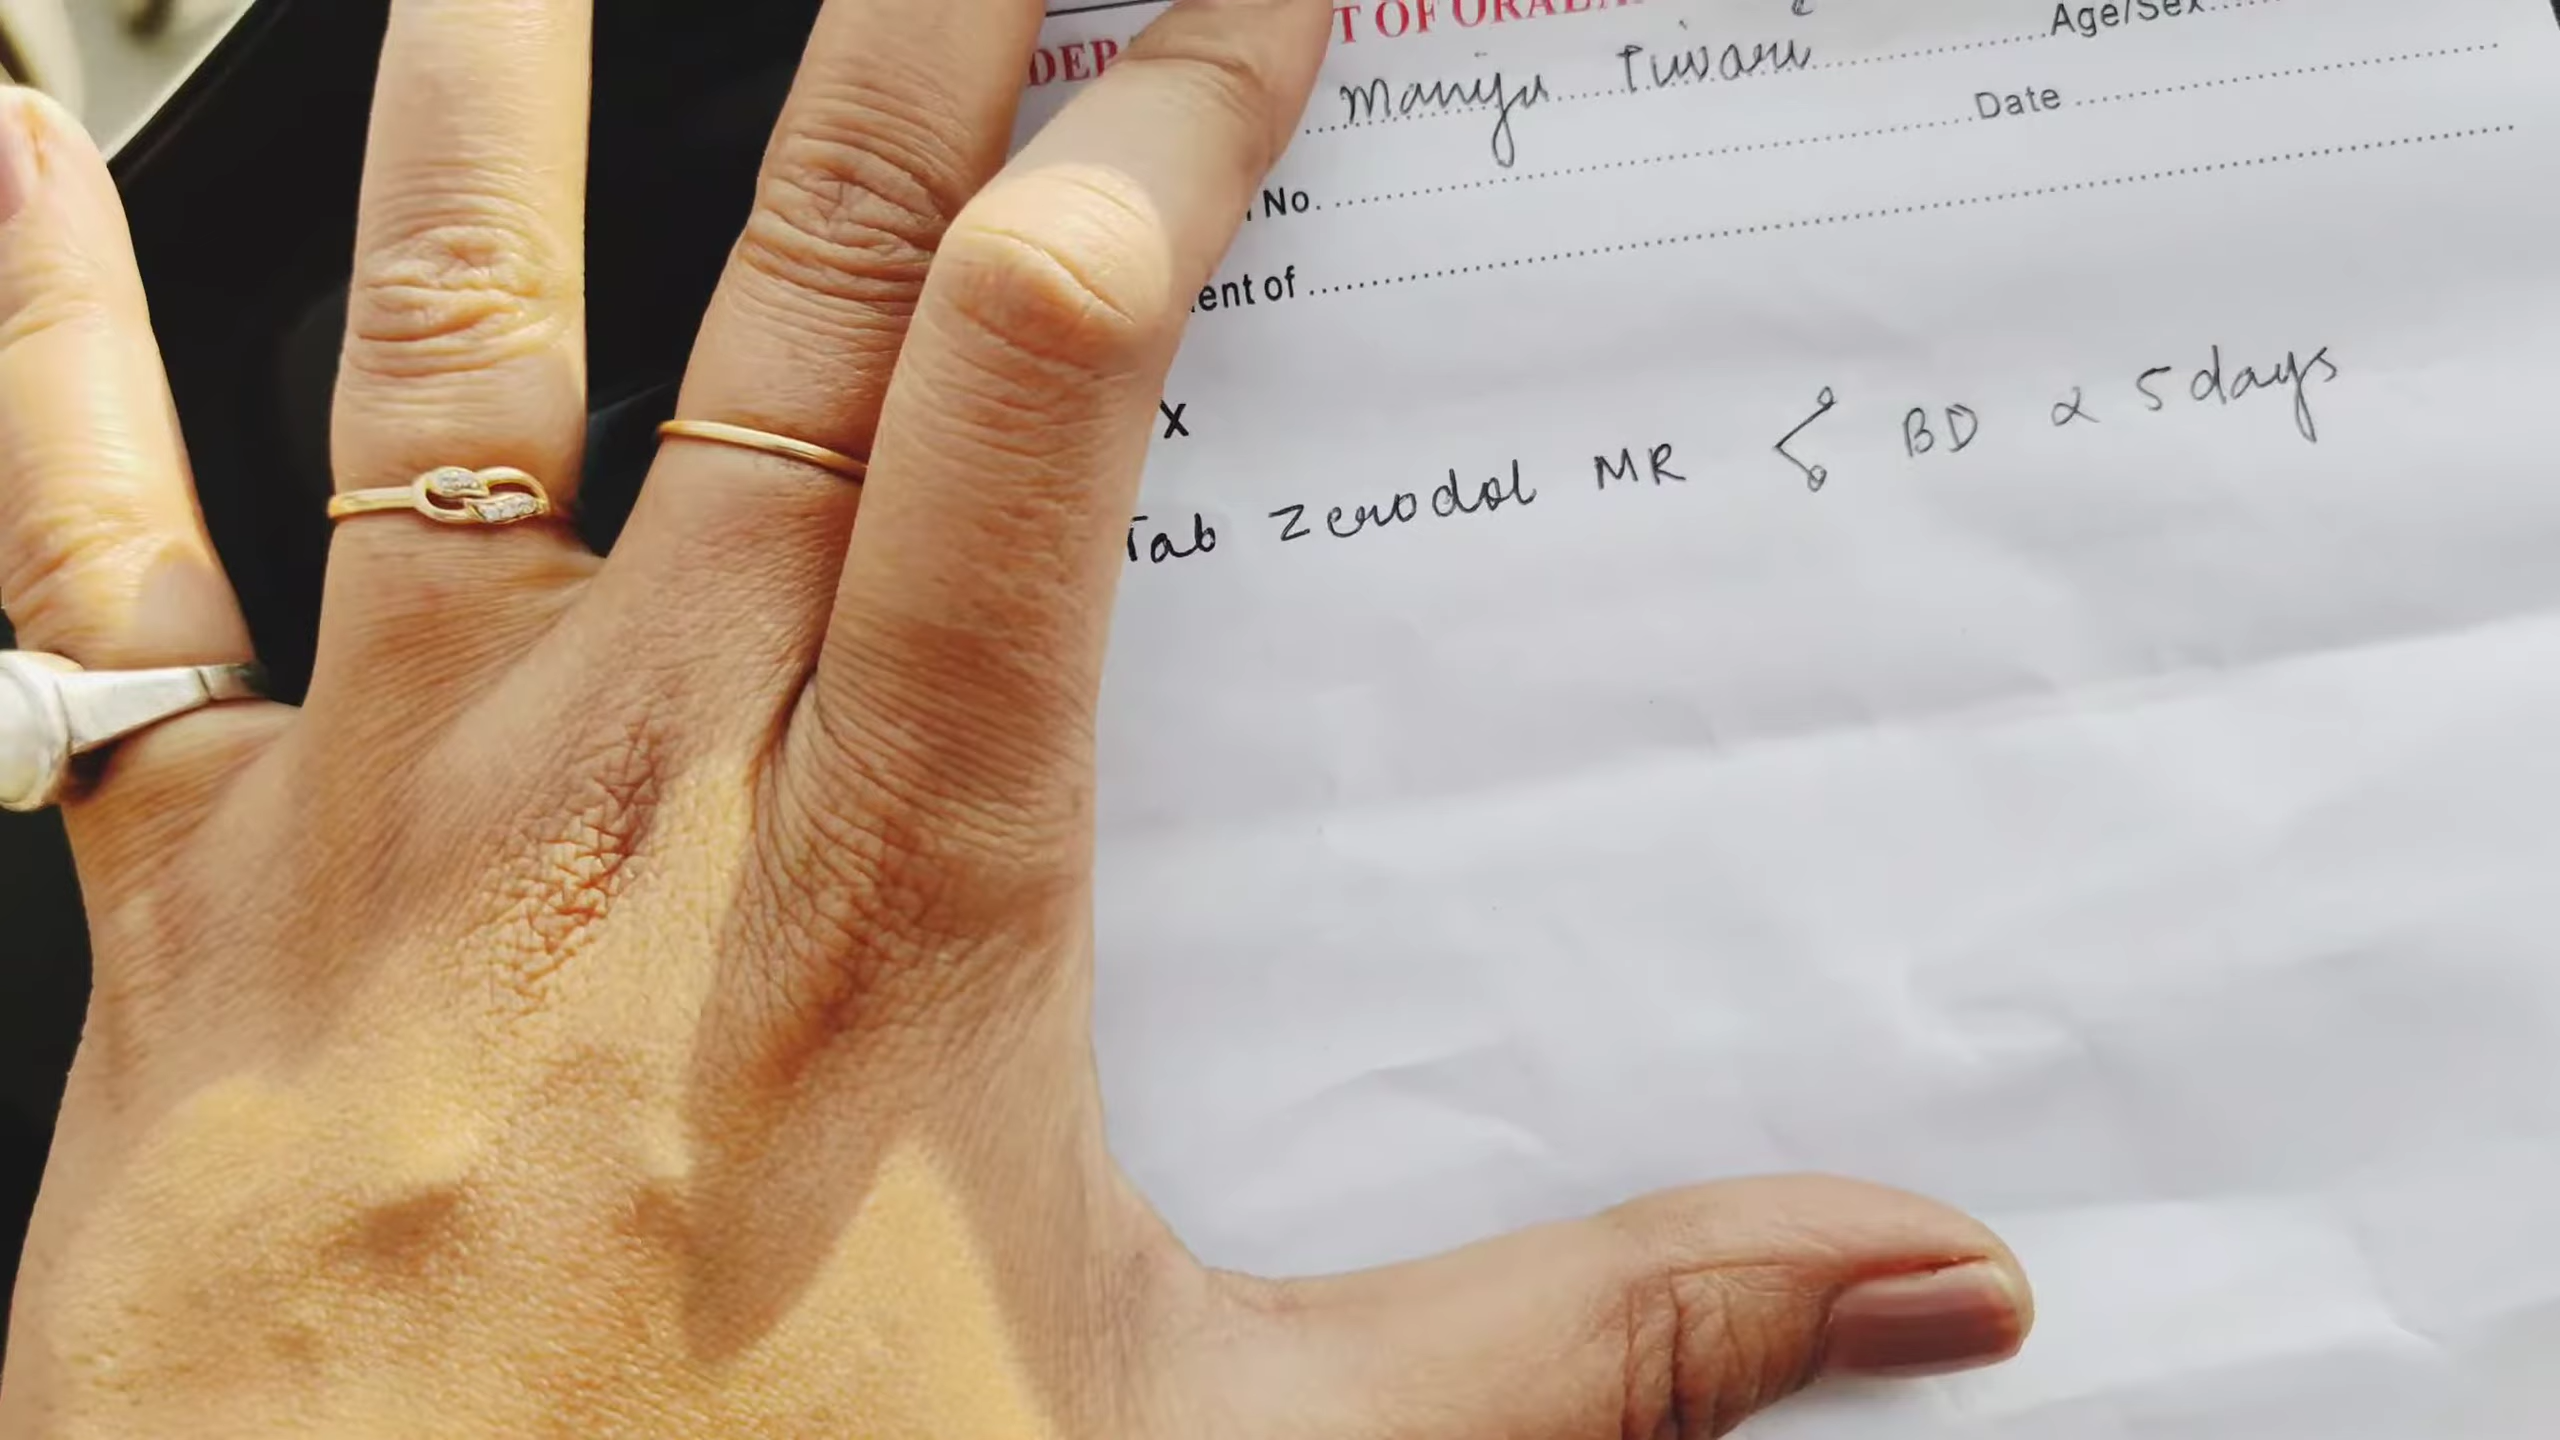 DEP T OF ORAL
Manju Tiwari Age/Sex
No. Date
ent of
x
Tab Zerodol MR < BD x 5 days